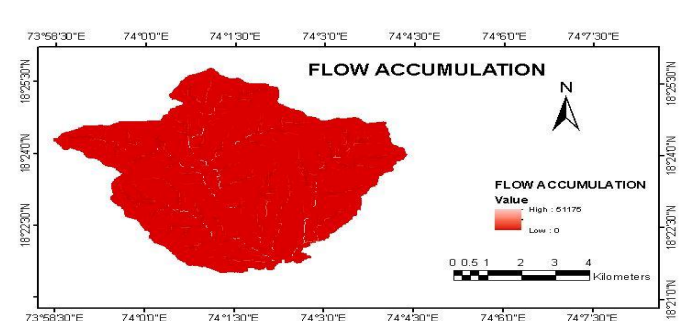 73°58'30"E 74°0'0"E 74°1'30"E 74°3'0"E 74°4'30"E 74°6'0"E 74°7'30"E
FLOW ACCUMULATION
N
18°25'30"N 18°25'30"N
18°24'0"N 18°24'0"N
18°22'30"N 18°22'30"N
18°21'0"N
FLOW ACCUMULATION
Value
High : 51175
Low : 0
0 0.5 1 2 3 4
Kilometers
73°58'30"E 74°0'0"E 74°1'30"E 74°3'0"E 74°4'30"E 74°6'0"E 74°7'30"E